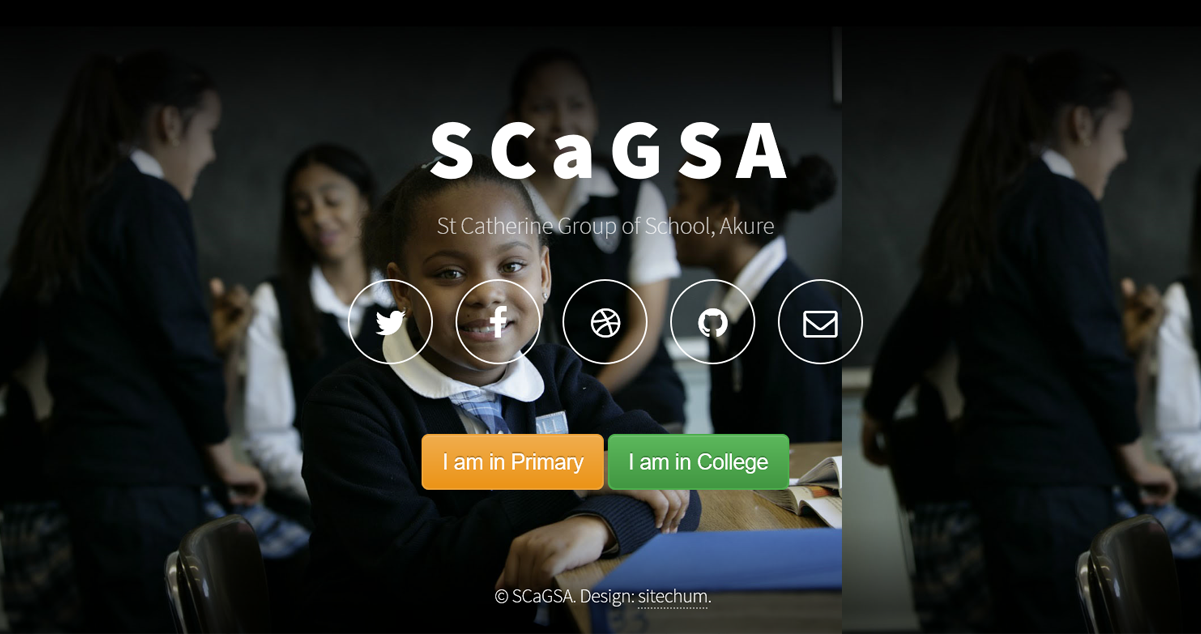 SCaGSA
St Catherine Group of School, Akure
I am in Primary I am in College
© SCaGSA. Design: sitechum.